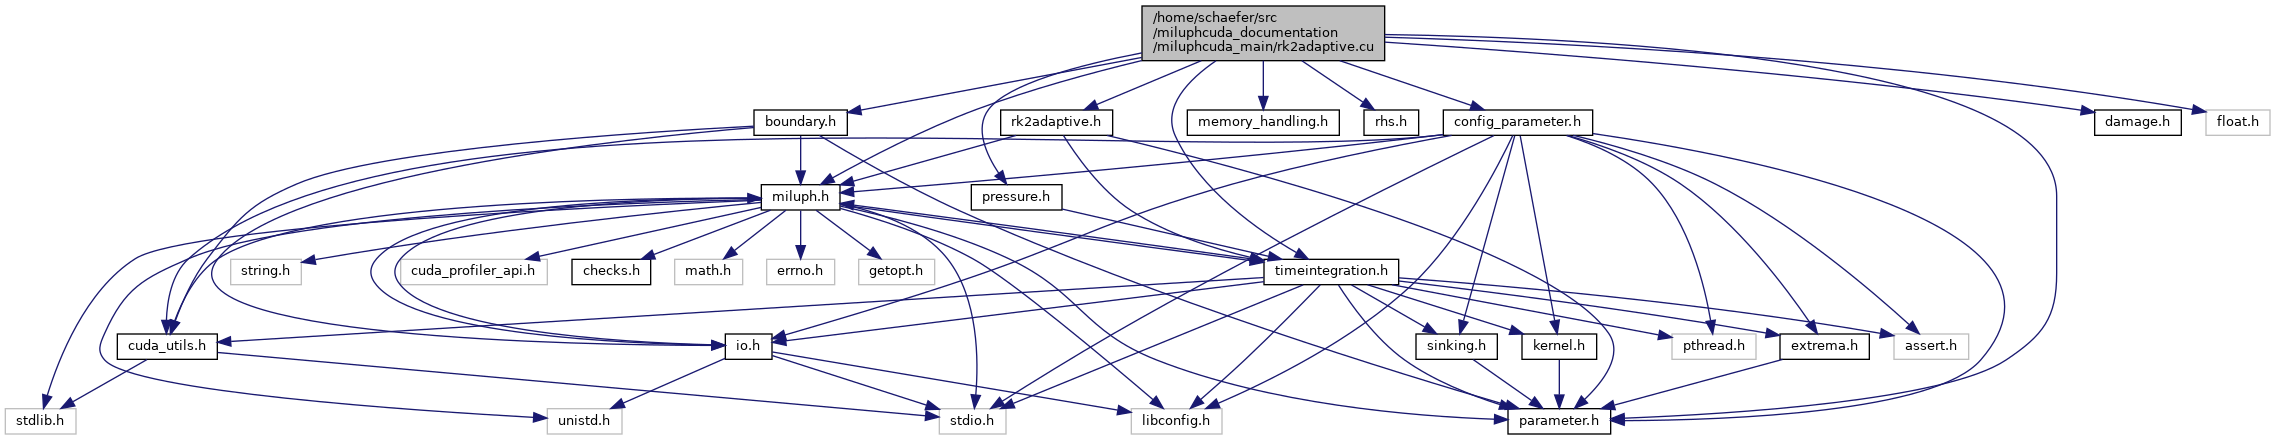 /home/schaefer/src
/miluphcuda_documentation
/miluphcuda_main/rk2adaptive.cu
boundary.h
rk2adaptive.h
memory_handling.h
rhs.h
config_parameter.h
damage.h
float.h
miluph.h
pressure.h
string.h
cuda_profiler_api.h
checks.h
math.h
errno.h
getopt.h
timeintegration.h
cuda_utils.h
io.h
sinking.h
kernel.h
pthread.h
extrema.h
assert.h
stdlib.h
unistd.h
stdio.h
libconfig.h
parameter.h